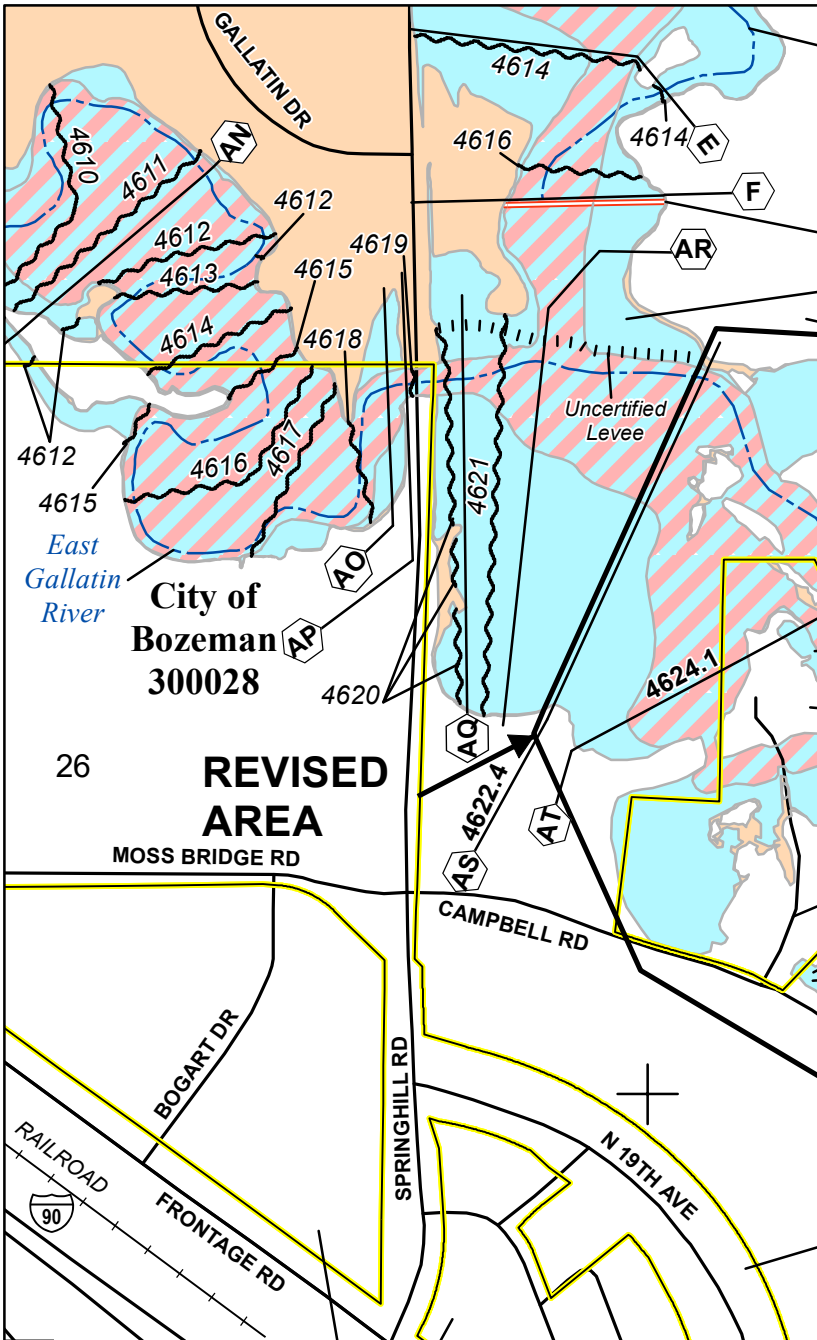 GALLATIN DR
4614
4614
E
4610
4611
AN
4616
F
4612
4612
4619
AR
4613
4615
4614
4618
Uncertified
Levee
4612
4615
4616
4617
4621
East
Gallatin
River
City of
Bozeman
300028
AO
AP
4620
AQ
4624.1
26
REVISED
AREA
4622.4
AS
AT
MOSS BRIDGE RD
CAMPBELL RD
BOGART DR
SPRINGHILL RD
N 19TH AVE
RAILROAD
90
FRONTAGE RD